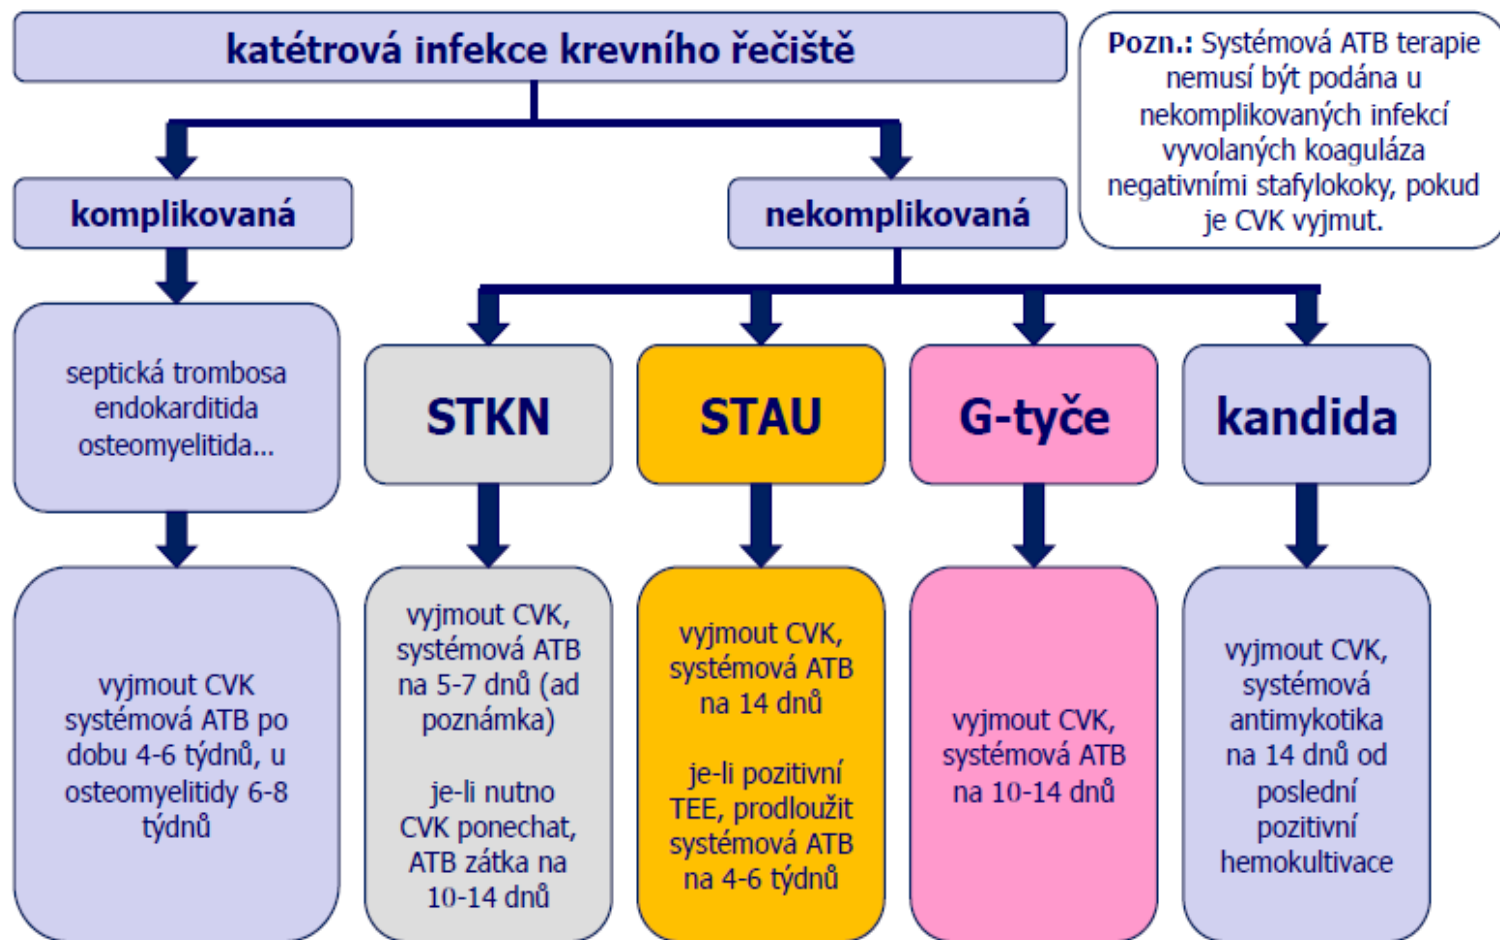 katétrová infekce krevního řečiště
Pozn.: Systémová ATB terapie
nemusí být podána u
nekomplikovaných infekcí
vyvolaných koaguláza
negativními stafylokoky, pokud
je CVK vyjmut.
komplikovaná
nekomplikovaná
septická trombosa
endokarditida
osteomyelitida...
STKN
STAU
G-tyče
kandida
vyjmout CVK
systémová ATB po
dobu 4-6 týdnů, u
osteomyelitidy 6-8
týdnů
vyjmout CVK,
systémová ATB
na 5-7 dnů (ad
poznámka)
je-li nutno
CVK ponechat,
ATB zátka na
10-14 dnů
vyjmout CVK,
systémová ATB
na 14 dnů
je-li pozitivní
TEE, prodloužit
systémová ATB
na 4-6 týdnů
vyjmout CVK,
systémová ATB
na 10-14 dnů
vyjmout CVK,
systémová
antimykotika
na 14 dnů od
poslední
pozitivní
hemokultivace